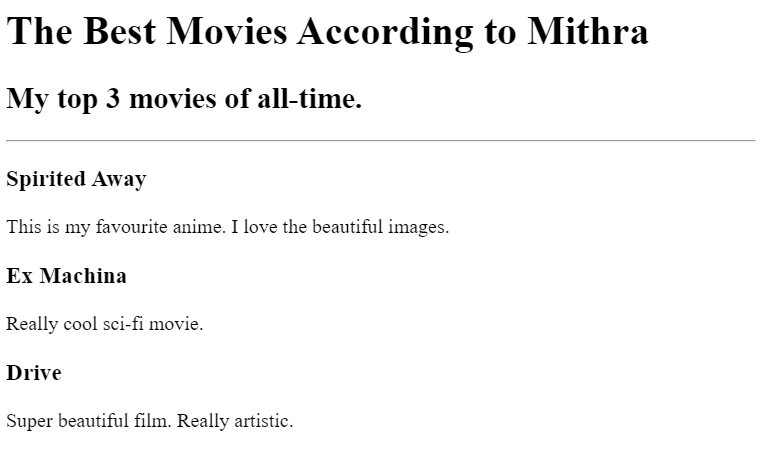 The Best Movies According to Mithra
My top 3 movies of all-time.
Spirited Away
This is my favourite anime. I love the beautiful images.
Ex Machina
Really cool sci-fi movie.
Drive
Super beautiful film. Really artistic.